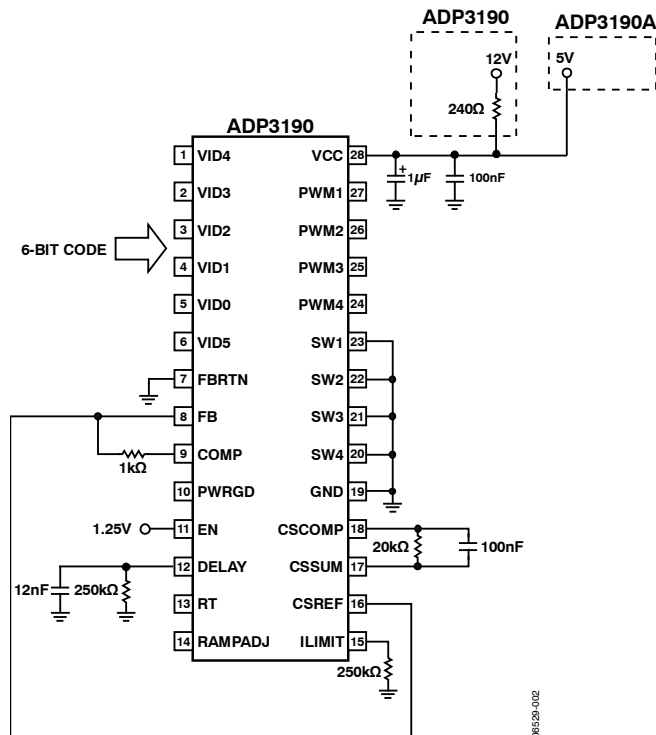 ADP3190
ADP3190A
12V
5V
240Ω
ADP3190
1 VID4
VCC 28
+
1µF
100nF
2 VID3
PWM1 27
3 VID2
PWM2 26
6-BIT CODE
4 VID1
PWM3 25
5 VID0
PWM4 24
6 VID5
SW1 23
7 FBRTN
SW2 22
8 FB
SW3 21
9 COMP
SW4 20
1kΩ
10 PWRGD
GND 19
1.25V
11 EN
CSCOMP 18
20kΩ
100nF
12 DELAY
CSSUM 17
12nF
250kΩ
13 RT
CSREF 16
14 RAMPADJ
ILIMIT 15
250kΩ
06529-002